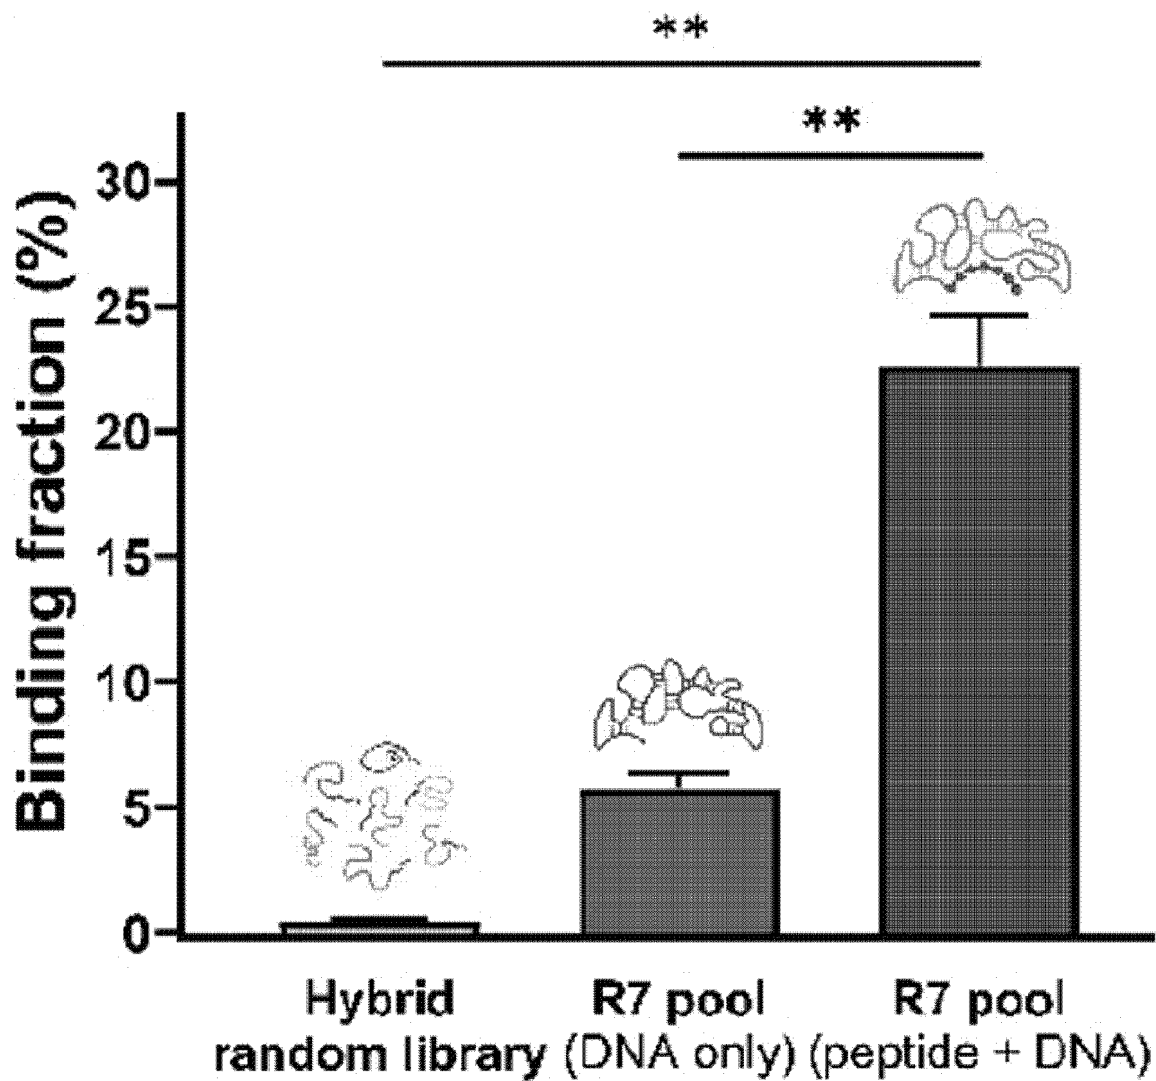 **
**
30
25
20
15
10
5
0
Binding fraction (%)
Hybrid
random library
R7 pool
(DNA only)
R7 pool
(peptide + DNA)